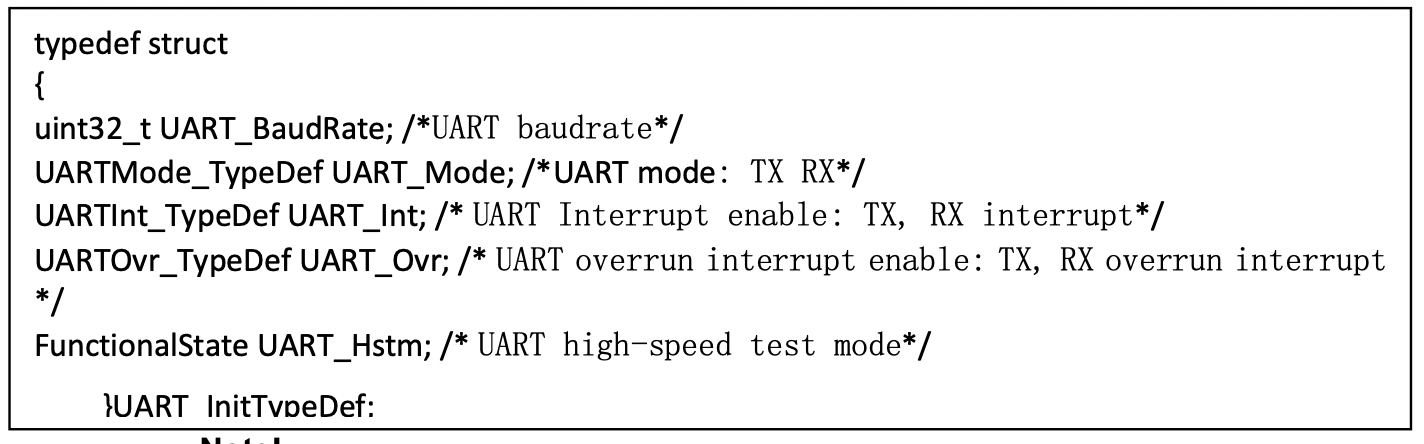 typedef struct
{
uint32_t UART_BaudRate; /*UART baudrate*/
UARTMode_TypeDef UART_Mode; /*UART mode： TX RX*/
UARTInt_TypeDef UART_Int; /* UART Interrupt enable: TX, RX interrupt*/
UARTOvr_TypeDef UART_Ovr; /* UART overrun interrupt enable: TX, RX overrun interrupt
*/
FunctionalState UART_Hstm; /* UART high-speed test mode*/
}UART_InitTypeDef;